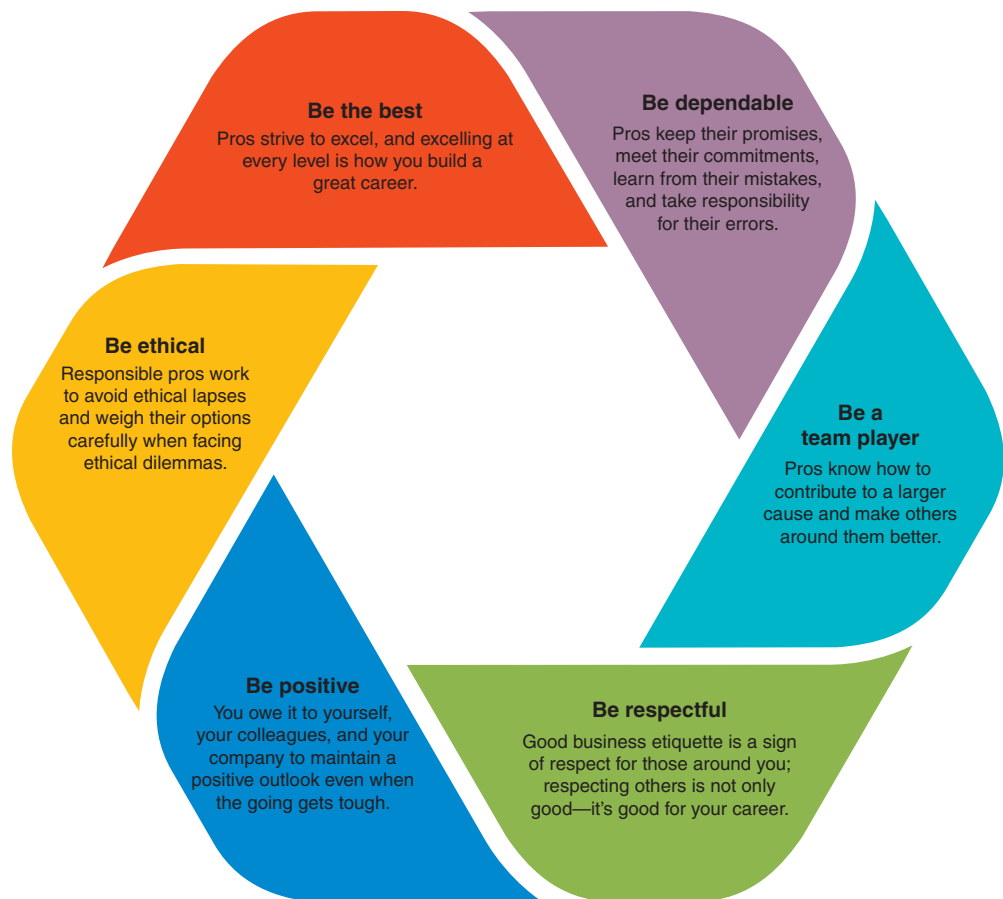 Be the best
Pros strive to excel, and excelling at
every level is how you build a
great career.
Be dependable
Pros keep their promises,
meet their commitments,
learn from their mistakes,
and take responsibility
for their errors.
Be a
team player
Pros know how to
contribute to a larger
cause and make others
around them better.
Be respectful
Good business etiquette is a sign
of respect for those around you;
respecting others is not only
good—it's good for your career.
Be positive
You owe it to yourself,
your colleagues, and your
company to maintain a
positive outlook even when
the going gets tough.
Be ethical
Responsible pros work
to avoid ethical lapses
and weigh their options
carefully when facing
ethical dilemmas.